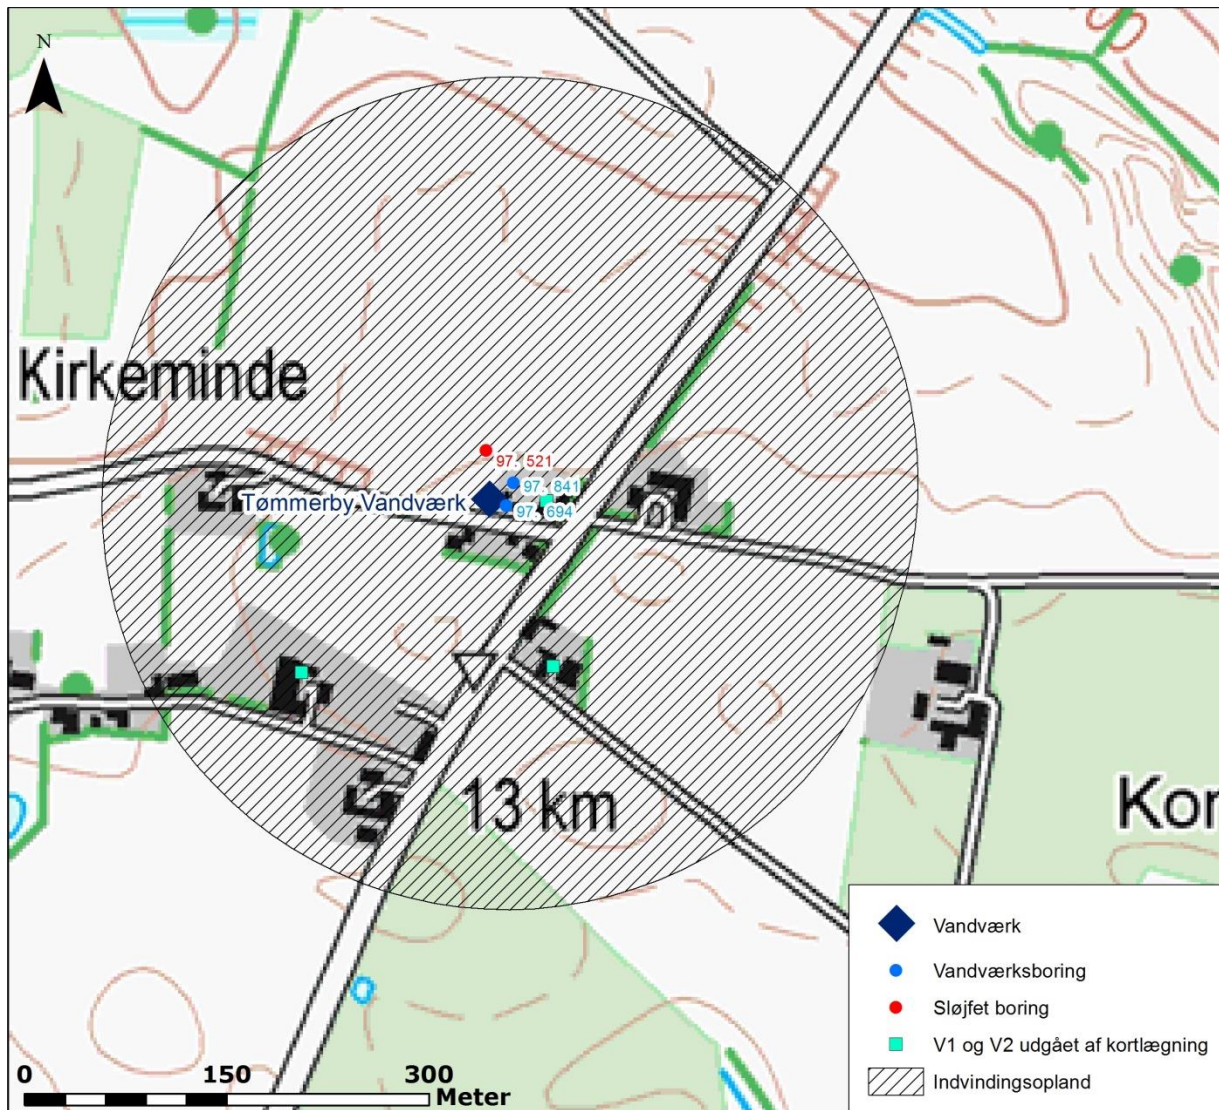 N
Kirkeminde
97. 521
97. 841
Tømmerby Vandværk
97. 694
13 km
Kor
Vandværk
Vandværksboring
Sløjfet boring
V1 og V2 udgået af kortlægning
Indvindingsopland
0 150 300
Meter